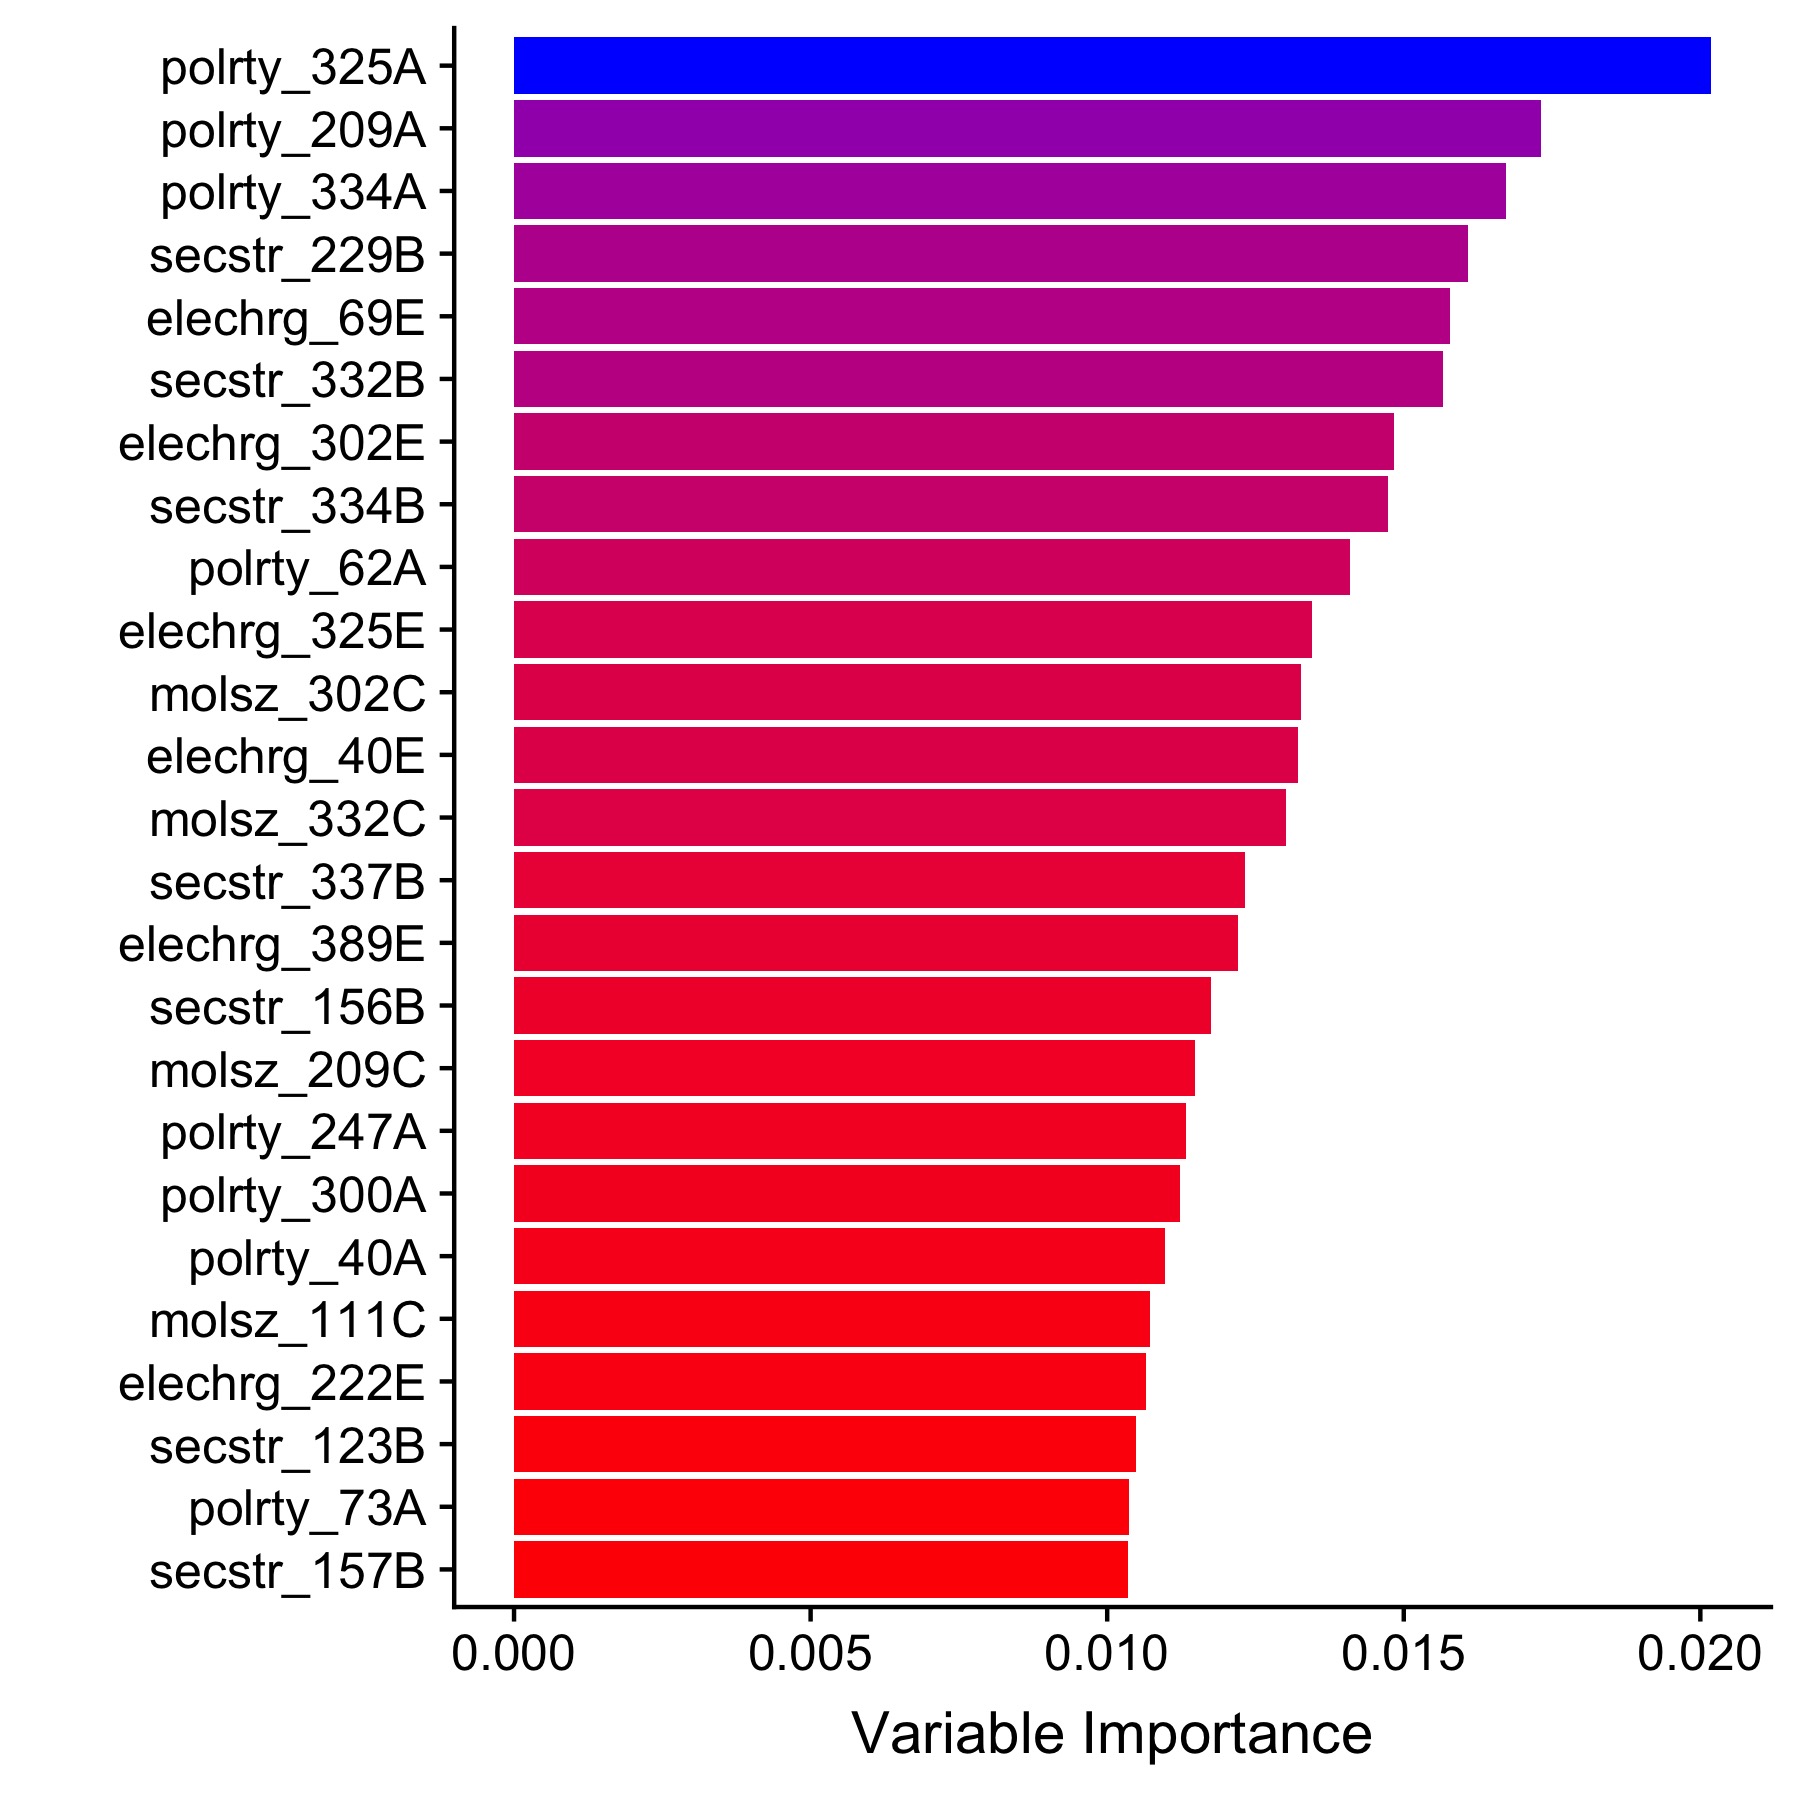 polrty_325A
polrty_209A
polrty_334A
secstr_229B
elechrg_69E
secstr_332B
elechrg_302E
secstr_334B
polrty_62A
elechrg_325E
molsz_302C
elechrg_40E
molsz_332C
secstr_337B
elechrg_389E
secstr_156B
molsz_209C
polrty_247A
polrty_300A
polrty_40A
molsz_111C
elechrg_222E
secstr_123B
polrty_73A
secstr_157B
0.000 0.005 0.010 0.015 0.020
Variable Importance